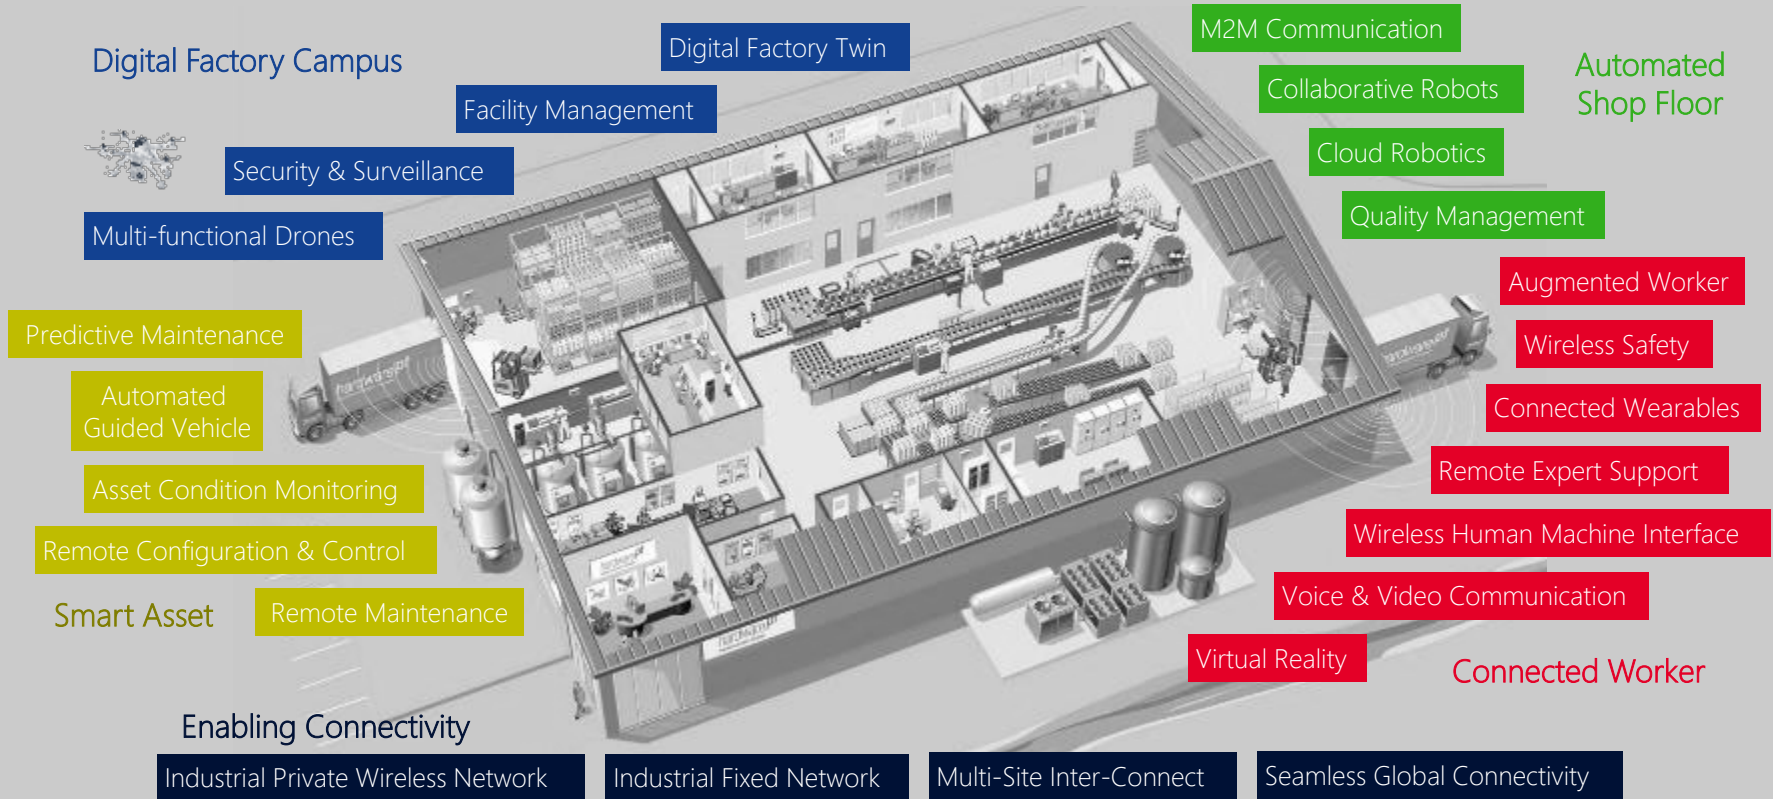 Digital Factory Campus
Digital Factory Twin
Facility Management
Security & Surveillance
Multi-functional Drones
M2M Communication
Automated
Shop Floor
Collaborative Robots
Cloud Robotics
Quality Management
Predictive Maintenance
Automated
Guided Vehicle
Asset Condition Monitoring
Remote Configuration & Control
Smart Asset
Remote Maintenance
Augmented Worker
Wireless Safety
Connected Wearables
Remote Expert Support
Wireless Human Machine Interface
Voice & Video Communication
Virtual Reality
Connected Worker
Enabling Connectivity
Industrial Private Wireless Network
Industrial Fixed Network
Multi-Site Inter-Connect
Seamless Global Connectivity